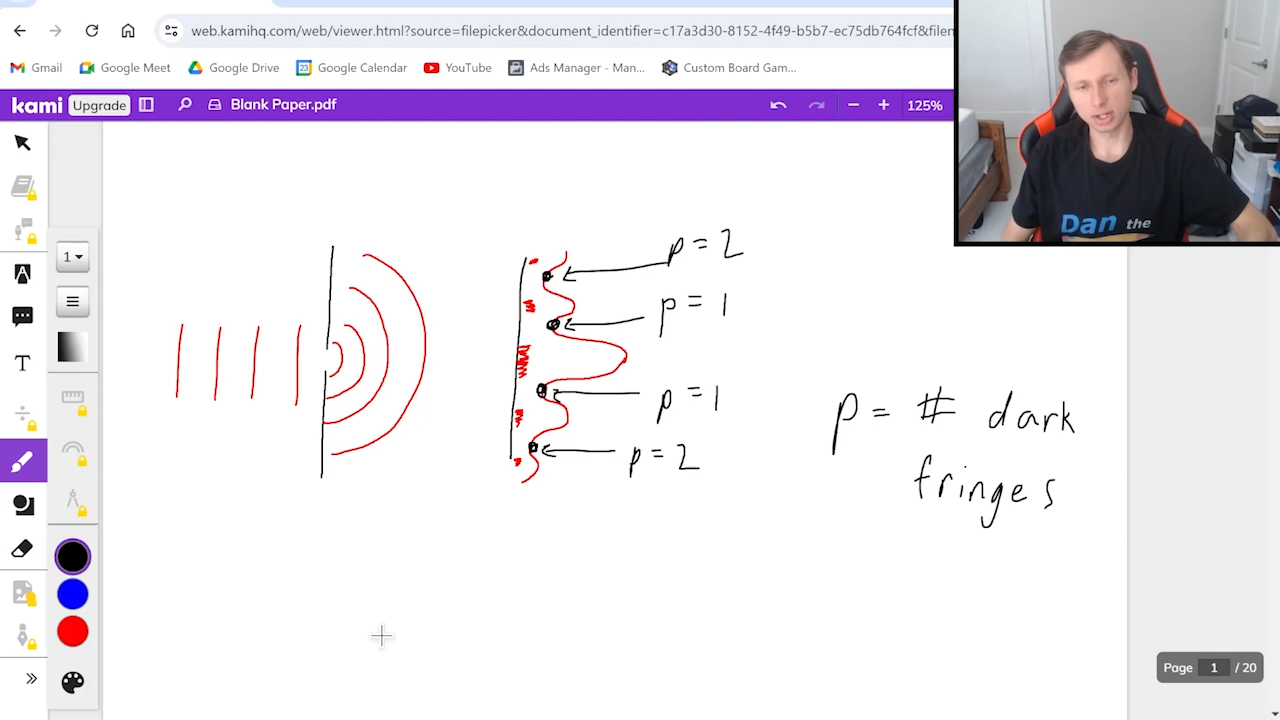 web.kamihq.com/web/viewer.html?source=filepicker&document_identifier=c17a3d30-8152-4f49-b5b7-ec75db764fcf&filen
Gmail
Google Meet
Google Drive
23
Google Calendar
YouTube
Ads Manager - Man...
Custom Board Gam...
kami
Upgrade
Blank Paper.pdf
125%
Dan the
1
p = 2
p = 1
p = 1
p = 2
p = # dark
fringes
T
A
Page 1 / 20